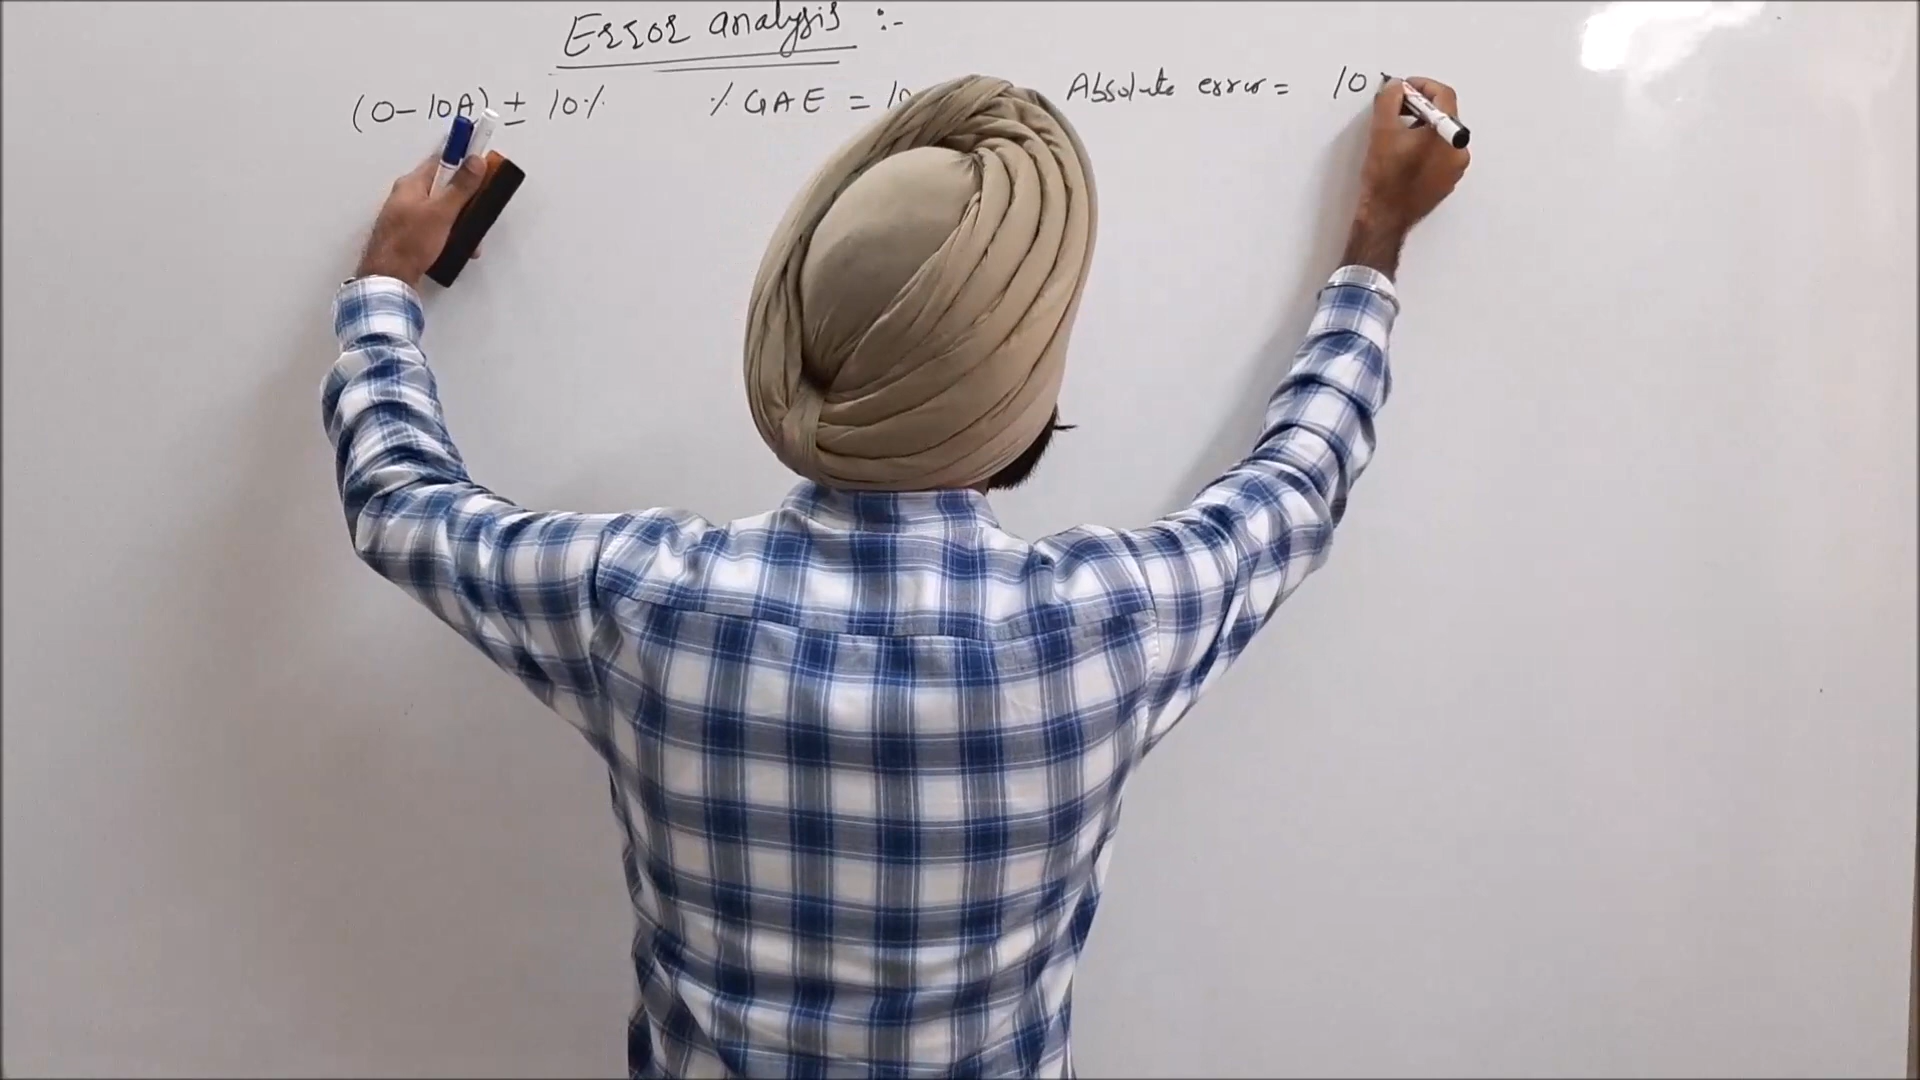 Error analysis :-
(0-10A) ± 10% % GAE = 10 Absolute error = 10